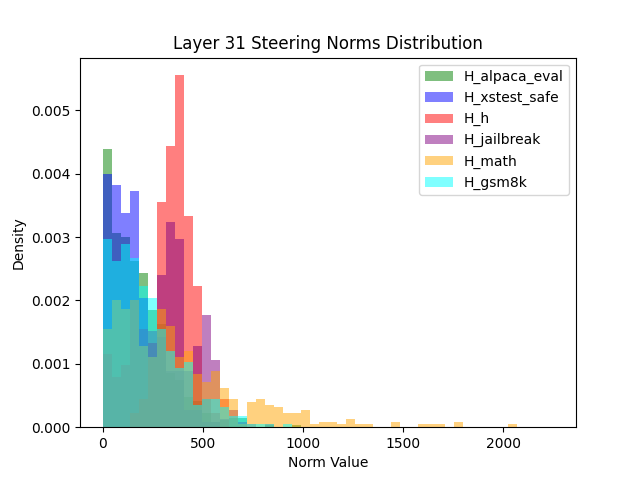 Layer 31 Steering Norms Distribution
H_alpaca_eval
H_xstest_safe
H_h
H_jailbreak
H_math
H_gsm8k
Density
0.005
0.004
0.003
0.002
0.001
0.000
0
500
1000
1500
2000
Norm Value